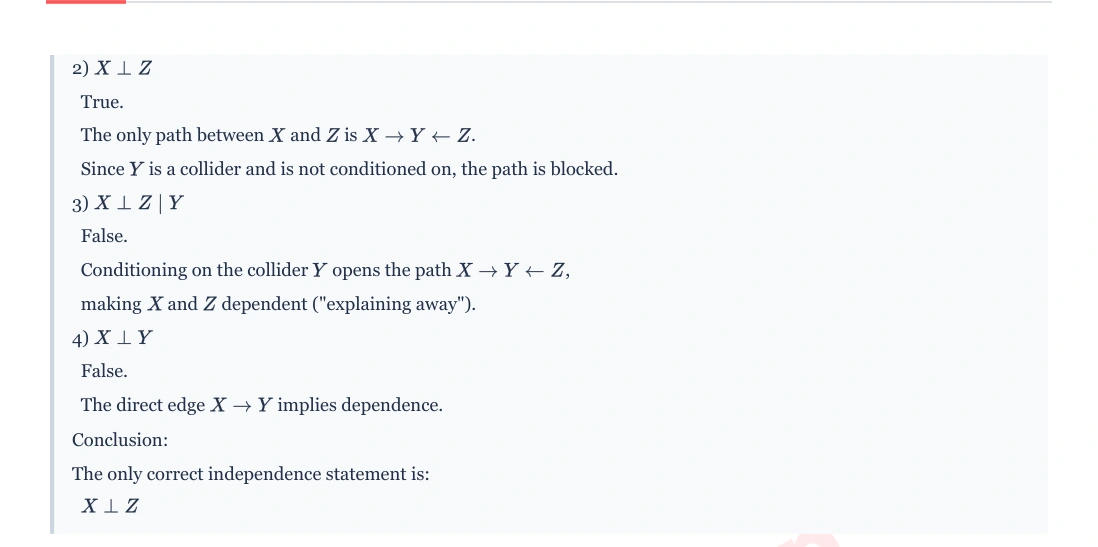 2) X ⊥ Z
True.
The only path between X and Z is X → Y ← Z.
Since Y is a collider and is not conditioned on, the path is blocked.
3) X ⊥ Z | Y
False.
Conditioning on the collider Y opens the path X → Y ← Z,
making X and Z dependent ("explaining away").
4) X ⊥ Y
False.
The direct edge X → Y implies dependence.
Conclusion:
The only correct independence statement is:
X ⊥ Z